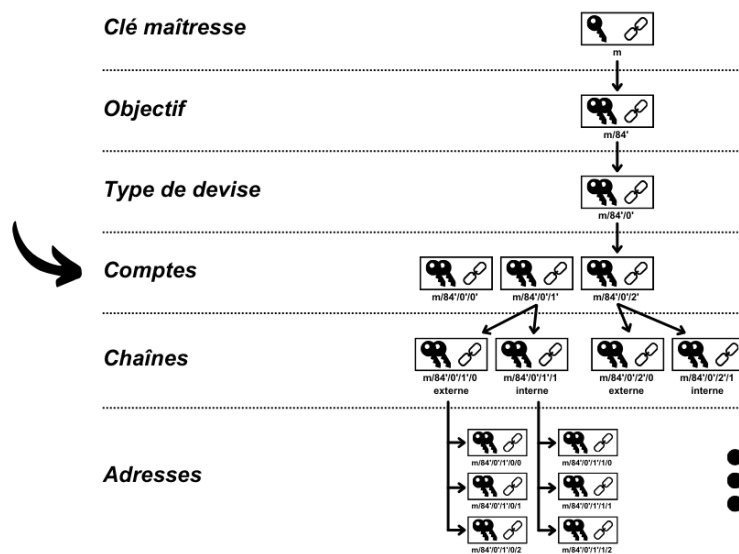 Clé maîtresse
m
Objectif
m/84'
Type de devise
m/84'/0'
Comptes
m/84'/0'/0' m/84'/0'/1' m/84'/0'/2'
Chaînes
m/84'/0'/1'/0 m/84'/0'/1'/1 m/84'/0'/2'/0 m/84'/0'/2'/1
externe interne externe interne
Adresses
m/84'/0'/1'/0/0 m/84'/0'/1'/1/0
m/84'/0'/1'/0/1 m/84'/0'/1'/1/1
m/84'/0'/1'/0/2 m/84'/0'/1'/1/2